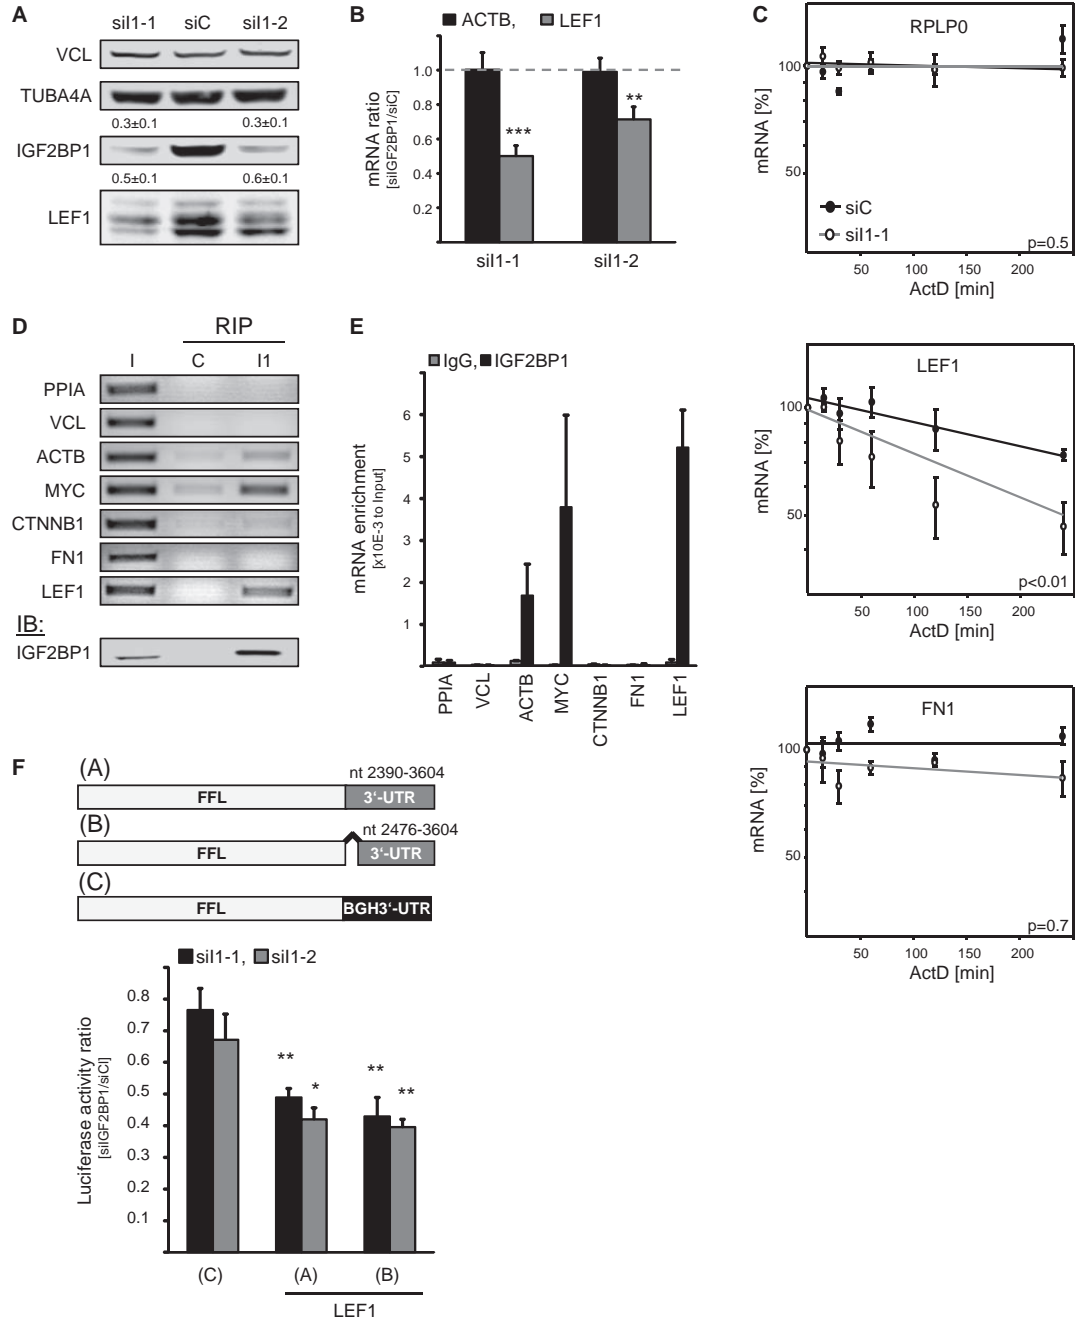 A
siI1-1 siC siI1-2
VCL
TUBA4A
0.3±0.1 0.3±0.1
IGF2BP1
0.5±0.1 0.6±0.1
LEF1
B
ACTB, LEF1
mRNA ratio
[siIGF2BP1/siC]
1.0
0.8
0.6
0.4
0.2
*** **
siI1-1 siI1-2
C
RPLP0
mRNA [%]
100
50
siC
siI1-1
p=0.5
50 100 150 200
ActD [min]
LEF1
mRNA [%]
100
50
p<0.01
50 100 150 200
ActD [min]
FN1
mRNA [%]
100
50
p=0.7
50 100 150 200
ActD [min]
D
RIP
I C I1
PPIA
VCL
ACTB
MYC
CTNNB1
FN1
LEF1
IB:
IGF2BP1
E
IgG, IGF2BP1
mRNA enrichment
[x10E-3 to Input]
6
5
4
3
2
1
PPIA VCL ACTB MYC CTNNB1 FN1 LEF1
F
(A) nt 2390-3604
FFL 3‘-UTR
(B) nt 2476-3604
FFL 3‘-UTR
(C)
FFL BGH3‘-UTR
siI1-1, siI1-2
Luciferase activity ratio
[siIGF2BP1/siCl]
0.8
0.7
0.6
0.5
0.4
0.3
0.2
0.1
** * ** **
(C) (A) (B)
LEF1